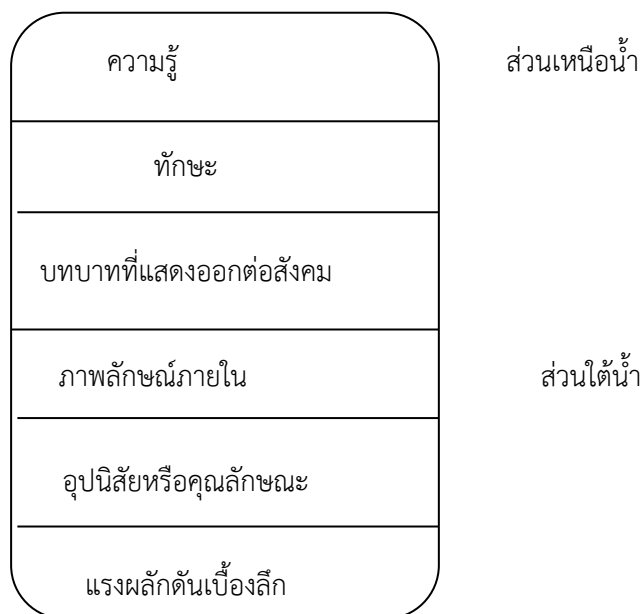 ความรู้ ส่วนเหนือน้ำ
ทักษะ
บทบาทที่แสดงออกต่อสังคม
ภาพลักษณ์ภายใน ส่วนใต้น้ำ
อุปนิสัยหรือคุณลักษณะ
แรงผลักดันเบื้องลึก